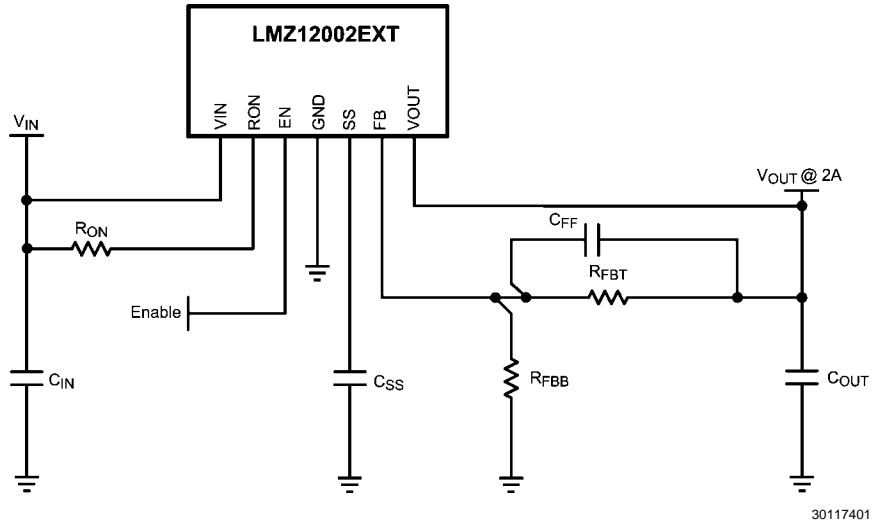 LMZ12002EXT
VIN
RON
EN
GND
SS
FB
VOUT
VIN
VOUT @ 2A
RON
CFF
RFBT
Enable
CIN
CSS
RFBB
COUT
30117401